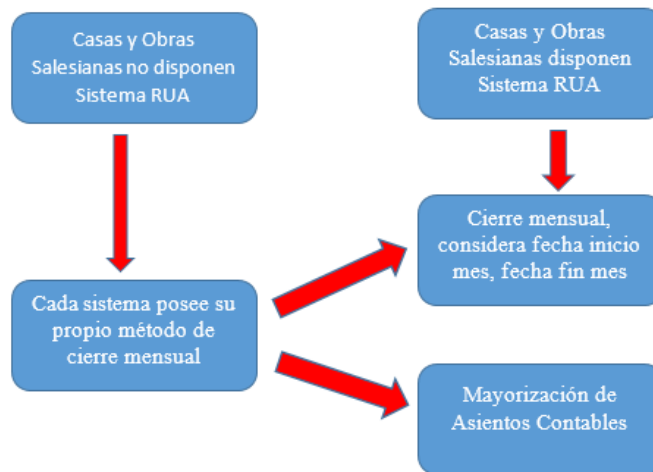 Casas y Obras
Salesianas no disponen
Sistema RUA
Casas y Obras
Salesianas disponen
Sistema RUA
Cierre mensual,
considera fecha inicio
mes, fecha fín mes
Cada sistema posee su
propio método de
cierre mensual
Mayorización de
Asientos Contables